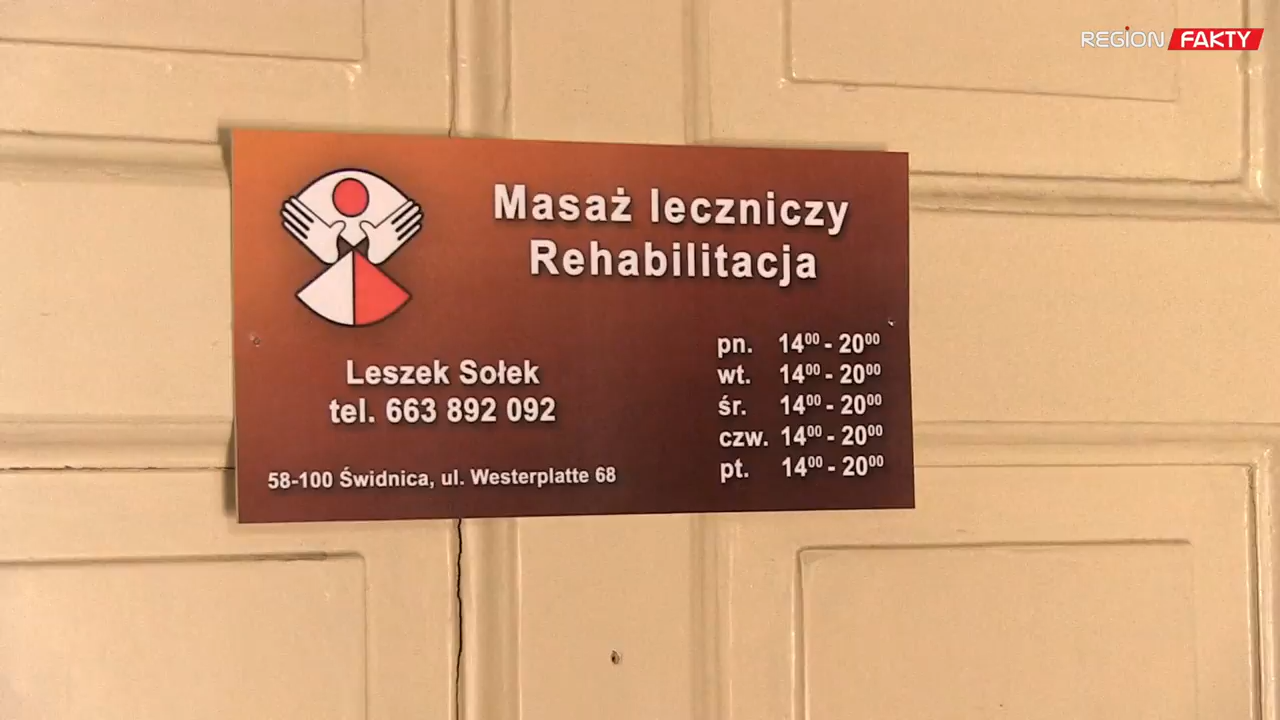 REGION FAKTY
Masaż leczniczy
Rehabilitacja
Leszek Sołek
tel. 663 892 092
58-100 Świdnica, ul. Westerplatte 68
pn. 14⁰⁰ - 20⁰⁰
wt. 14⁰⁰ - 20⁰⁰
śr. 14⁰⁰ - 20⁰⁰
czw. 14⁰⁰ - 20⁰⁰
pt. 14⁰⁰ - 20⁰⁰